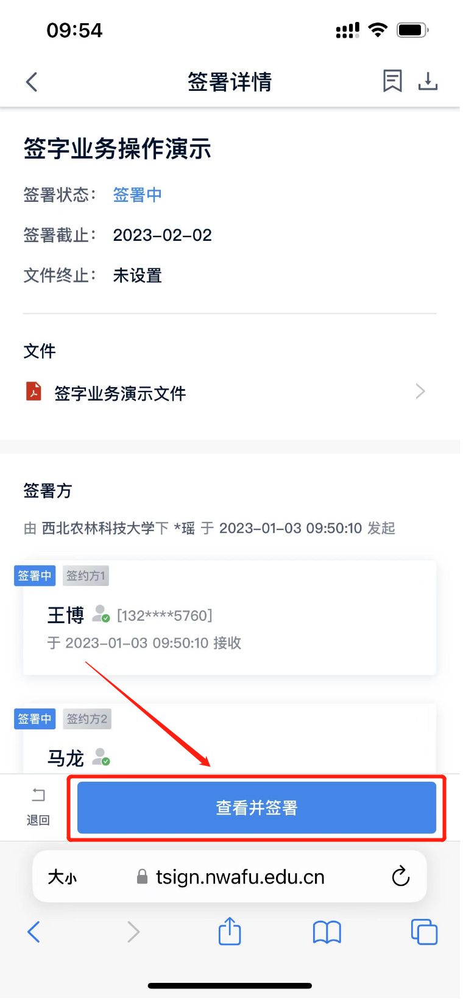 09:54
签署详情
签字业务操作演示
签署状态： 签署中
签署截止： 2023-02-02
文件终止： 未设置
文件
签字业务演示文件
签署方
由 西北农林科技大学下 *瑶 于 2023-01-03 09:50:10 发起
签署中 签约方1
王博 [132****5760]
于 2023-01-03 09:50:10 接收
签署中 签约方2
马龙
退回
查看并签署
大小 tsign.nwafu.edu.cn